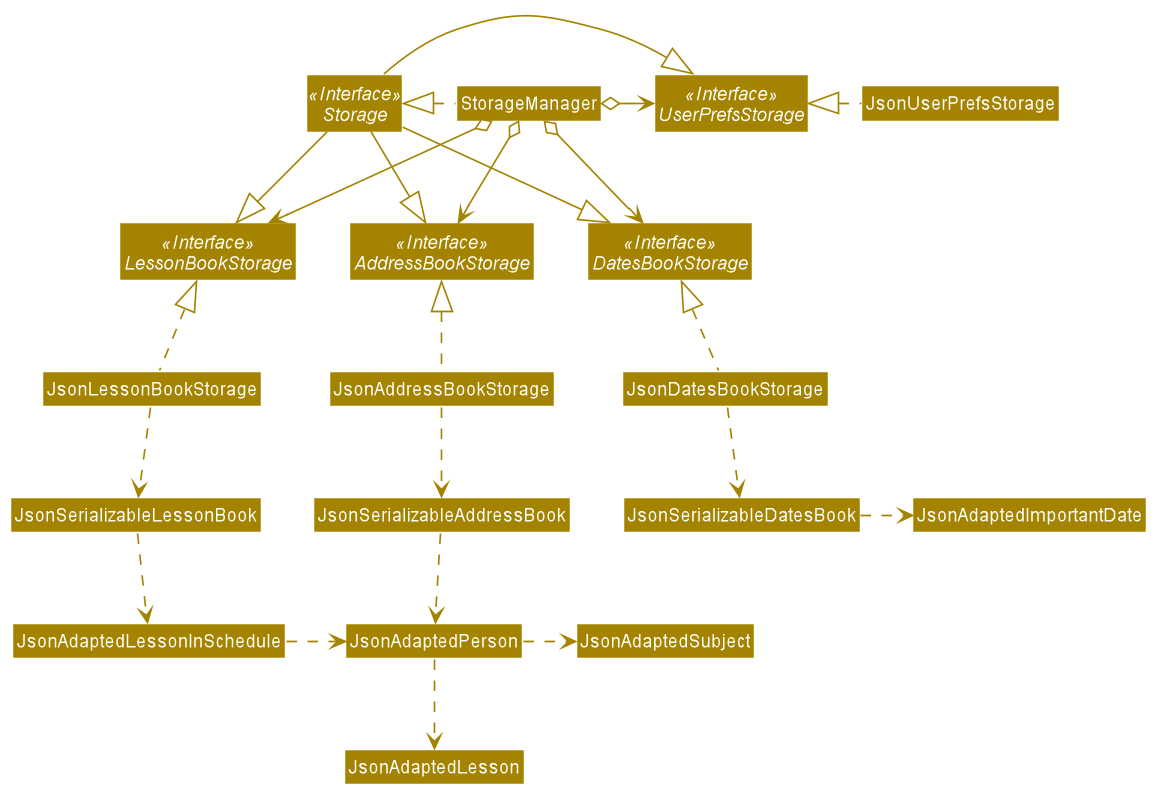 «Interface»
Storage
StorageManager
«Interface»
UserPrefsStorage
JsonUserPrefsStorage
«Interface»
LessonBookStorage
«Interface»
AddressBookStorage
«Interface»
DatesBookStorage
JsonLessonBookStorage
JsonAddressBookStorage
JsonDatesBookStorage
JsonSerializableLessonBook
JsonSerializableAddressBook
JsonSerializableDatesBook
JsonAdaptedImportantDate
JsonAdaptedLessonInSchedule
JsonAdaptedPerson
JsonAdaptedSubject
JsonAdaptedLesson